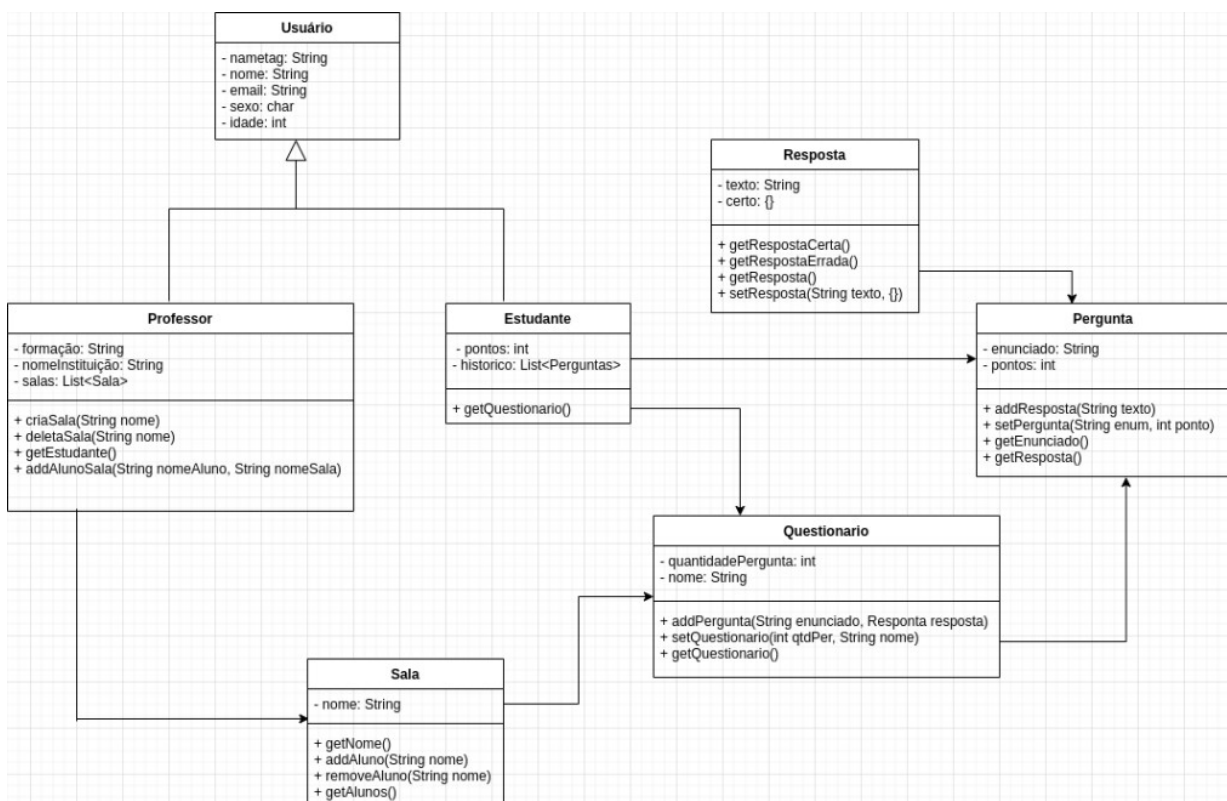 Usuário
- nametag: String
- nome: String
- email: String
- sexo: char
- idade: int
Resposta
- texto: String
- certo: {}
+ getRespostaCerta()
+ getRespostaErrada()
+ getResposta()
+ setResposta(String texto, {})
Professor
- formação: String
- nomeInstituição: String
- salas: List<Sala>
+ criaSala(String nome)
+ deletaSala(String nome)
+ getEstudante()
+ addAlunoSala(String nomeAluno, String nomeSala)
Estudante
- pontos: int
- historico: List<Perguntas>
+ getQuestionario()
Pergunta
- enunciado: String
- pontos: int
+ addResposta(String texto)
+ setPergunta(String enum, int ponto)
+ getEnunciado()
+ getResposta()
Questionario
- quantidadePergunta: int
- nome: String
+ addPergunta(String enunciado, Responta resposta)
+ setQuestionario(int qtdPer, String nome)
+ getQuestionario()
Sala
- nome: String
+ getNome()
+ addAluno(String nome)
+ removeAluno(String nome)
+ getAlunos()